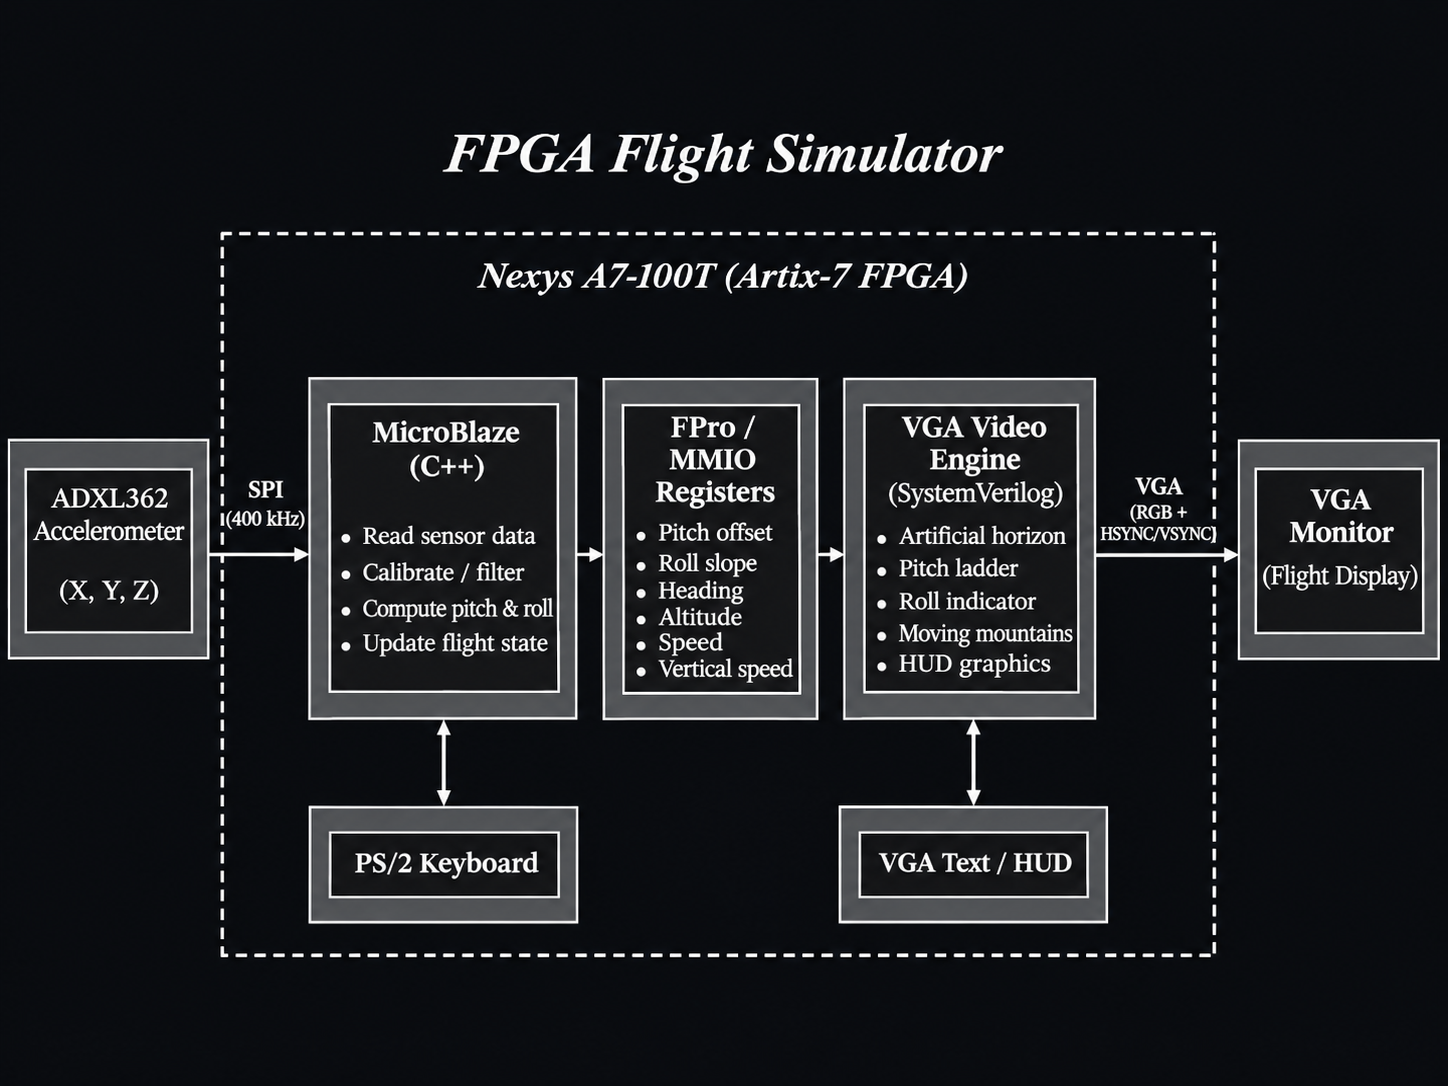 FPGA Flight Simulator
Nexys A7-100T (Artix-7 FPGA)
ADXL362
Accelerometer
(X, Y, Z)
SPI
(400 kHz)
MicroBlaze
(C++)
• Read sensor data
• Calibrate / filter
• Compute pitch & roll
• Update flight state
FPro /
MMIO
Registers
• Pitch offset
• Roll slope
• Heading
• Altitude
• Speed
• Vertical speed
VGA Video
Engine
(SystemVerilog)
• Artificial horizon
• Pitch ladder
• Roll indicator
• Moving mountains
• HUD graphics
VGA
(RGB +
HSYNC/VSYNC)
VGA
Monitor
(Flight Display)
PS/2 Keyboard
VGA Text / HUD